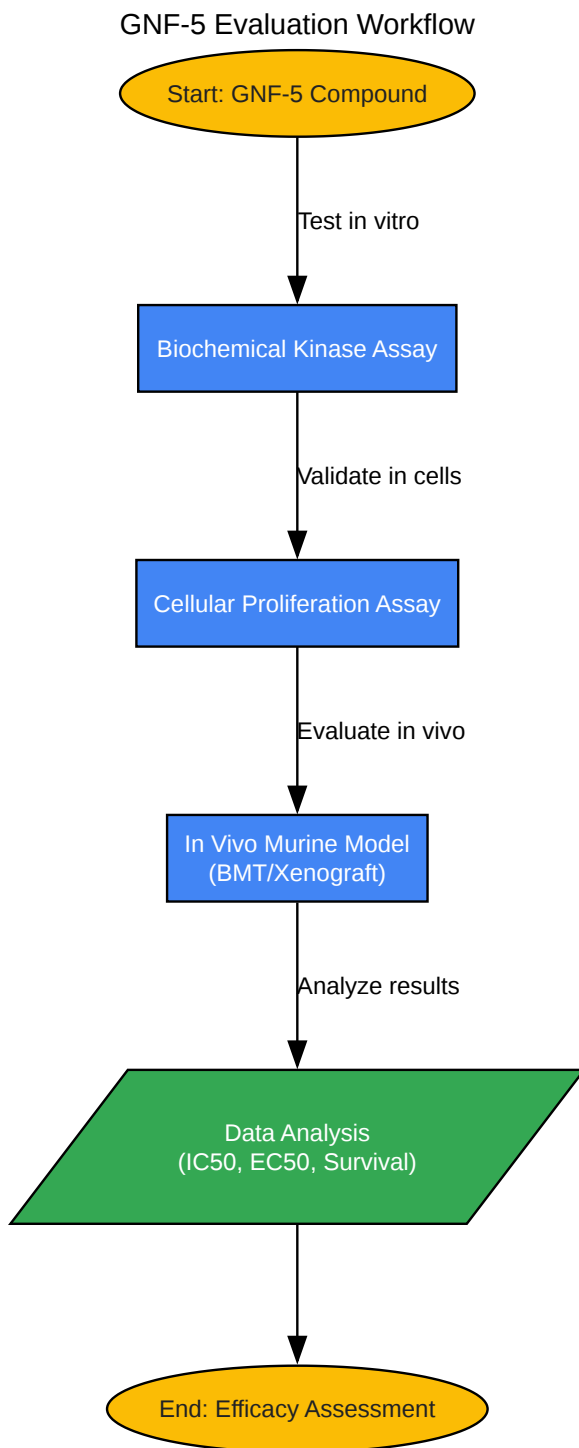 GNF-5 Evaluation Workflow
Start: GNF-5 Compound
Test in vitro
Biochemical Kinase Assay
Validate in cells
Cellular Proliferation Assay
Evaluate in vivo
In Vivo Murine Model
(BMT/Xenograft)
Analyze results
Data Analysis
(IC50, EC50, Survival)
End: Efficacy Assessment